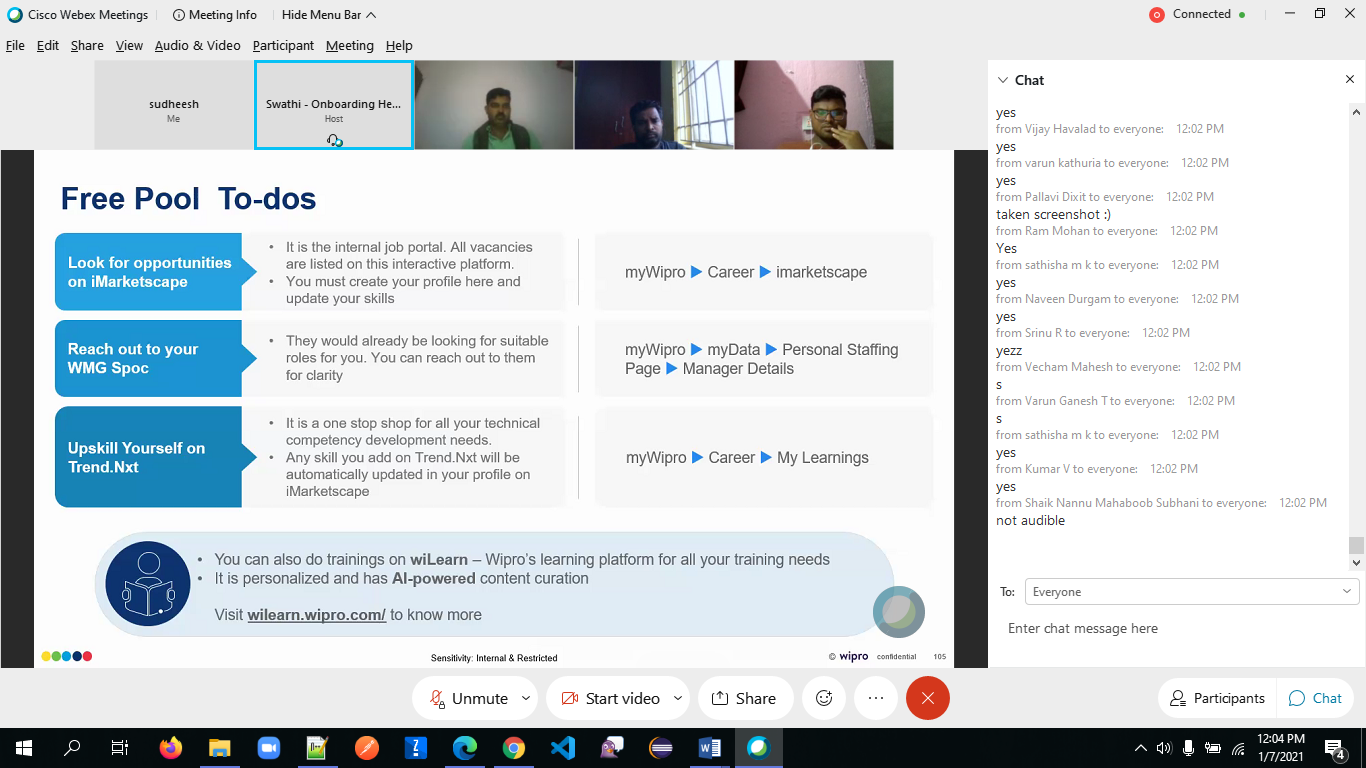 Cisco Webex Meetings
Meeting Info
Hide Menu Bar
Connected
File Edit Share View Audio & Video Participant Meeting Help
sudheesh
Me
Swathi - Onboarding He...
Host
Free Pool To-dos
Look for opportunities
on iMarketscape
• It is the internal job portal. All vacancies
are listed on this interactive platform.
• You must create your profile here and
update your skills
myWipro ▶ Career ▶ imarketscape
Reach out to your
WMG Spoc
• They would already be looking for suitable
roles for you. You can reach out to them
for clarity
myWipro ▶ myData ▶ Personal Staffing
Page ▶ Manager Details
Upskill Yourself on
Trend.Nxt
• It is a one stop shop for all your technical
competency development needs.
• Any skill you add on Trend.Nxt will be
automatically updated in your profile on
iMarketscape
myWipro ▶ Career ▶ My Learnings
• You can also do trainings on wiLearn – Wipro's learning platform for all your training needs
• It is personalized and has AI-powered content curation
Visit wilearn.wipro.com/ to know more
Sensitivity: Internal & Restricted
© wipro confidential 105
Chat
yes
from Vijay Havalad to everyone: 12:02 PM
yes
from varun kathuria to everyone: 12:02 PM
yes
from Pallavi Dixit to everyone: 12:02 PM
taken screenshot :)
from Ram Mohan to everyone: 12:02 PM
Yes
from sathisha m k to everyone: 12:02 PM
yes
from Naveen Durgam to everyone: 12:02 PM
yes
from Srinu R to everyone: 12:02 PM
yezz
from Vecham Mahesh to everyone: 12:02 PM
s
from Varun Ganesh T to everyone: 12:02 PM
s
from sathisha m k to everyone: 12:02 PM
yes
from Kumar V to everyone: 12:02 PM
yes
from Shaik Nannu Mahaboob Subhani to everyone: 12:02 PM
not audible
To: Everyone
Enter chat message here
Unmute
Start video
Share
Participants
Chat
12:04 PM
1/7/2021
4